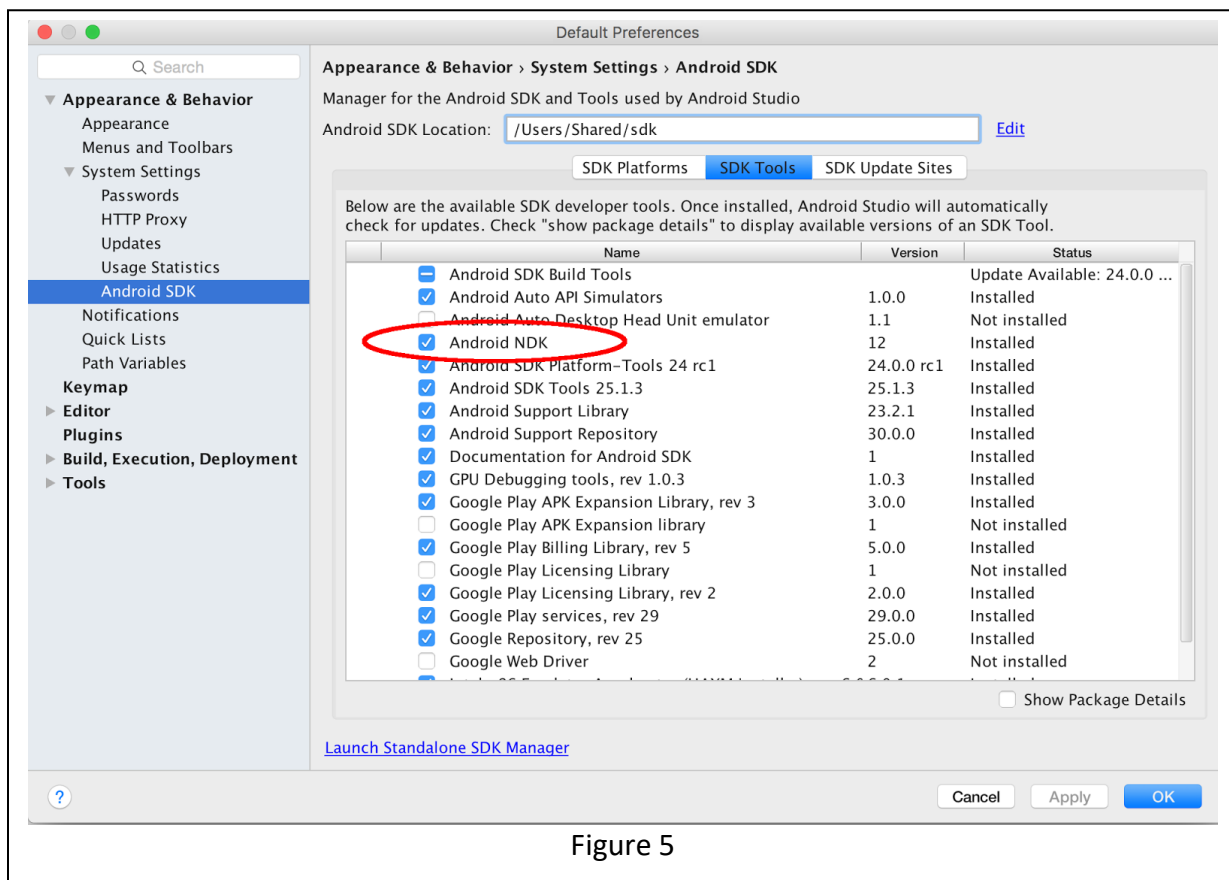 Default Preferences
Search
Appearance & Behavior › System Settings › Android SDK
Appearance & Behavior
Appearance
Menus and Toolbars
System Settings
Passwords
HTTP Proxy
Updates
Usage Statistics
Android SDK
Notifications
Quick Lists
Path Variables
Keymap
Editor
Plugins
Build, Execution, Deployment
Tools
Manager for the Android SDK and Tools used by Android Studio
Android SDK Location: /Users/Shared/sdk Edit
SDK Platforms SDK Tools SDK Update Sites
Below are the available SDK developer tools. Once installed, Android Studio will automatically
check for updates. Check "show package details" to display available versions of an SDK Tool.
Name Version Status
Android SDK Build Tools Update Available: 24.0.0 ...
Android Auto API Simulators 1.0.0 Installed
Android Auto Desktop Head Unit emulator 1.1 Not installed
Android NDK 12 Installed
Android SDK Platform-Tools 24 rc1 24.0.0 rc1 Installed
Android SDK Tools 25.1.3 25.1.3 Installed
Android Support Library 23.2.1 Installed
Android Support Repository 30.0.0 Installed
Documentation for Android SDK 1 Installed
GPU Debugging tools, rev 1.0.3 1.0.3 Installed
Google Play APK Expansion Library, rev 3 3.0.0 Installed
Google Play APK Expansion library 1 Not installed
Google Play Billing Library, rev 5 5.0.0 Installed
Google Play Licensing Library 1 Not installed
Google Play Licensing Library, rev 2 2.0.0 Installed
Google Play services, rev 29 29.0.0 Installed
Google Repository, rev 25 25.0.0 Installed
Google Web Driver 2 Not installed
Show Package Details
Launch Standalone SDK Manager
? Cancel Apply OK
Figure 5